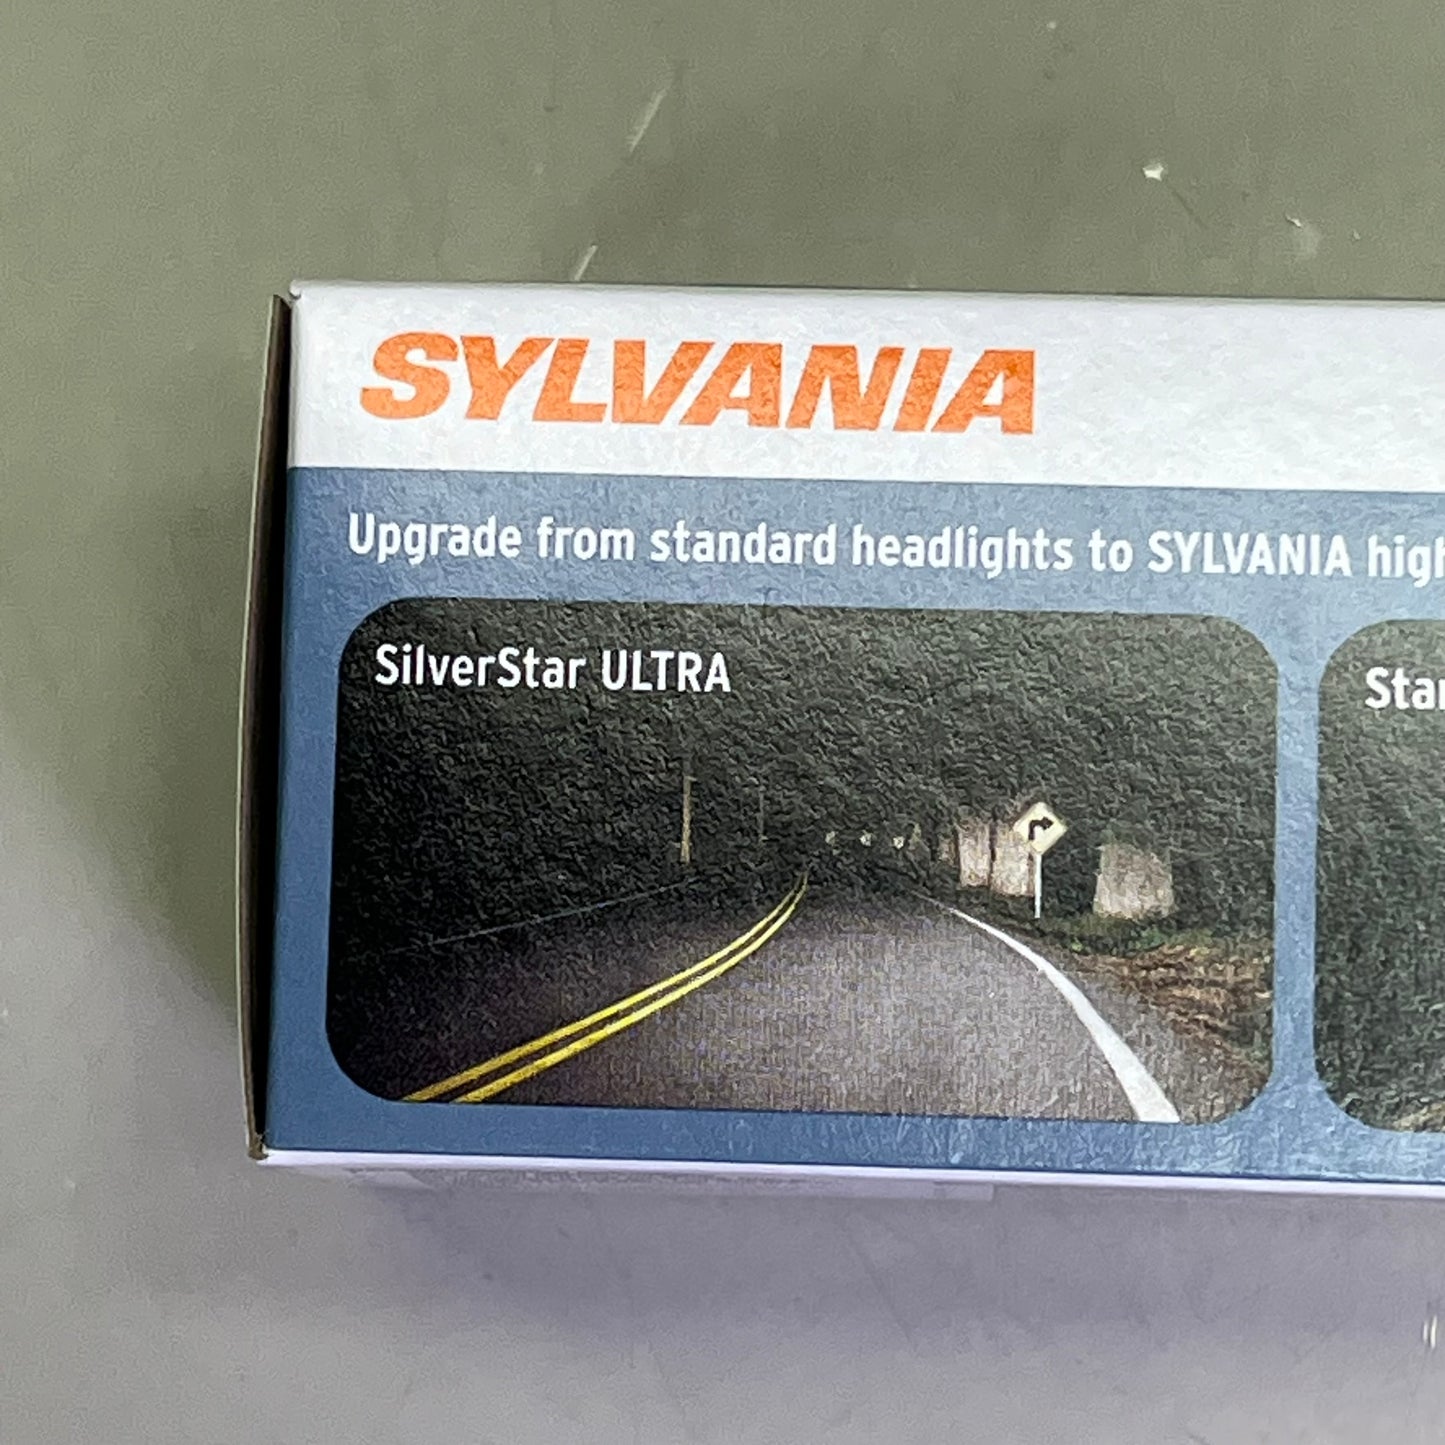 SYLVANIA
Upgrade from standard headlights to SYLVANIA
SilverStar ULTRA